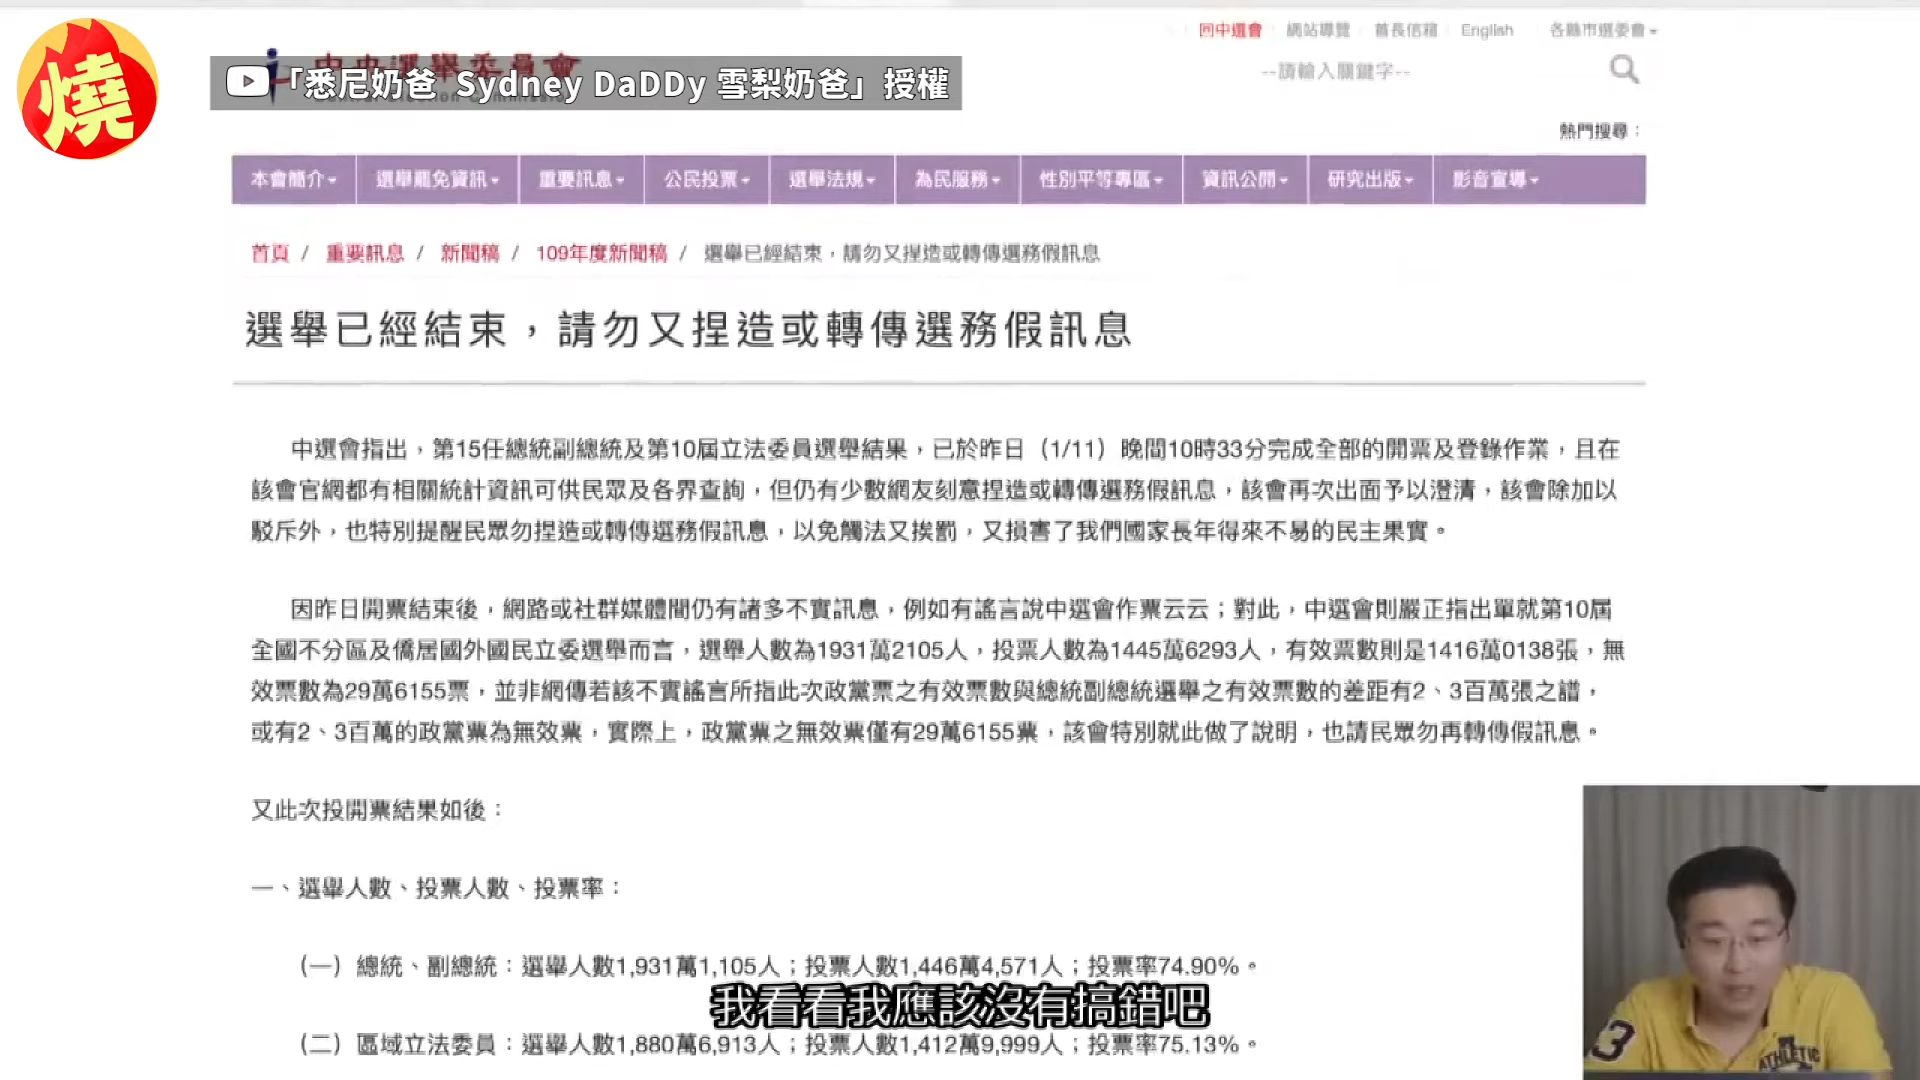 回中選會 網站導覽 首長信箱 English 各縣市選委會
燒
中央選舉委員會
「悉尼奶爸 Sydney DaDDy 雪梨奶爸」授權
--請輸入關鍵字--
熱門搜尋：
本會簡介 選舉罷免資訊 重要訊息 公民投票 選舉法規 為民服務 性別平等專區 資訊公開 研究出版 影音宣導
首頁 / 重要訊息 / 新聞稿 / 109年度新聞稿 / 選舉已經結束，請勿又捏造或轉傳選務假訊息
選舉已經結束，請勿又捏造或轉傳選務假訊息
中選會指出，第15任總統副總統及第10屆立法委員選舉結果，已於昨日（1/11）晚間10時33分完成全部的開票及登錄作業，且在
該會官網都有相關統計資訊可供民眾及各界查詢，但仍有少數網友刻意捏造或轉傳選務假訊息，該會再次出面予以澄清，該會除加以
駁斥外，也特別提醒民眾勿捏造或轉傳選務假訊息，以免觸法又挨罰，又損害了我們國家長年得來不易的民主果實。
因昨日開票結束後，網路或社群媒體間仍有諸多不實訊息，例如有謠言說中選會作票云云；對此，中選會則嚴正指出單就第10屆
全國不分區及僑居國外國民立委選舉而言，選舉人數為1931萬2105人，投票人數為1445萬6293人，有效票數則是1416萬0138張，無
效票數為29萬6155票，並非網傳若該不實謠言所指此次政黨票之有效票數與總統副總統選舉之有效票數的差距有2、3百萬張之譜，
或有2、3百萬的政黨票為無效票，實際上，政黨票之無效票僅有29萬6155票，該會特別就此做了說明，也請民眾勿再轉傳假訊息。
又此次投開票結果如後：
一、選舉人數、投票人數、投票率：
（一）總統、副總統：選舉人數1,931萬1,105人；投票人數1,446萬4,571人；投票率74.90%。
我看看我應該沒有搞錯吧
（二）區域立法委員：選舉人數1,880萬6,913人；投票人數1,412萬9,999人；投票率75.13%。
3
ATHLETIC